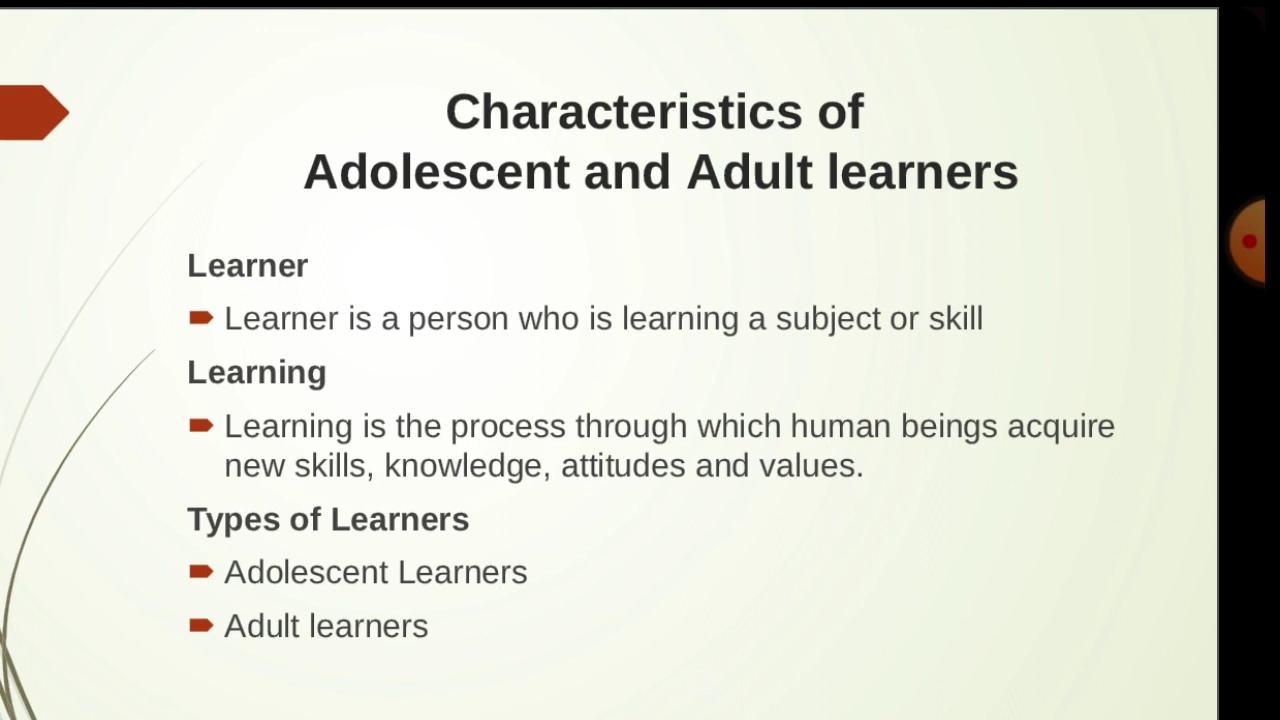 Characteristics of
Adolescent and Adult learners
Learner
Learner is a person who is learning a subject or skill
Learning
Learning is the process through which human beings acquire
new skills, knowledge, attitudes and values.
Types of Learners
Adolescent Learners
Adult learners